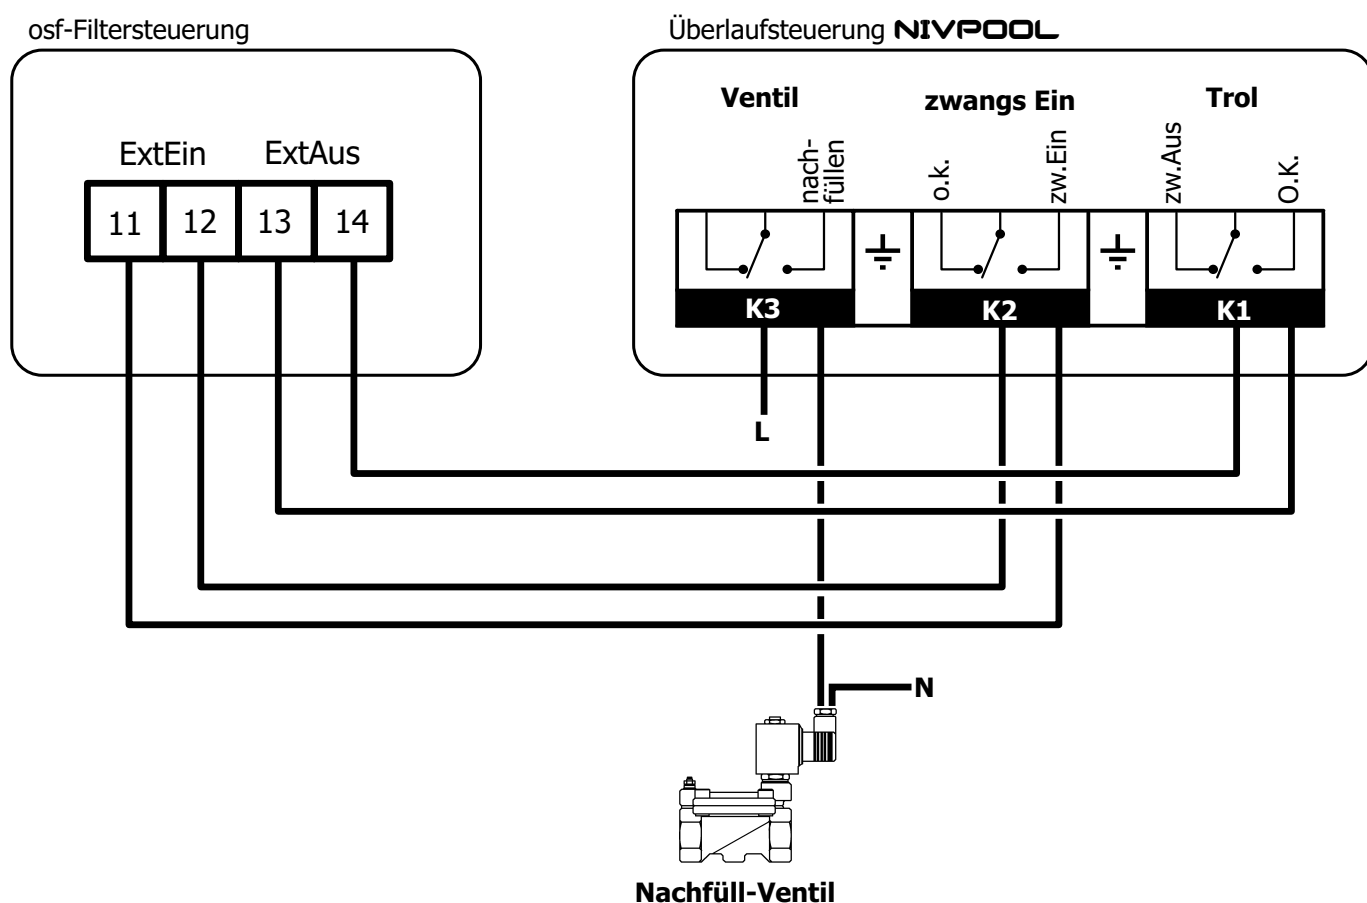 osf-Filtersteuerung
Überlaufsteuerung NIVPOOL
Ventil
zwangs Ein
Trol
nach-
füllen
o.k.
zw.Ein
zw.Aus
O.K.
ExtEin
ExtAus
11 12 13 14
K3
K2
K1
L
N
Nachfüll-Ventil